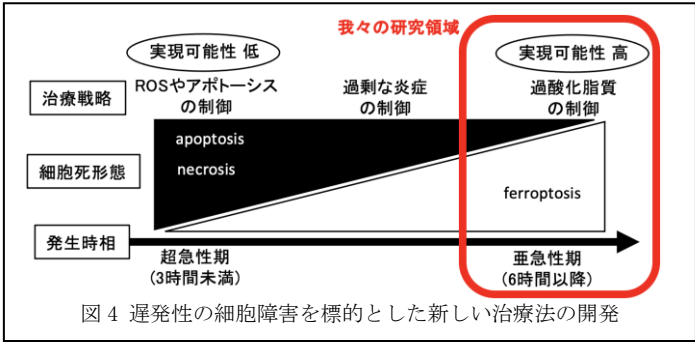 我々の研究領域
実現可能性 低
実現可能性 高
治療戦略
ROSやアポトーシス
の制御
過剰な炎症
の制御
過酸化脂質
の制御
細胞死形態
apoptosis
necrosis
ferroptosis
発生時相
超急性期
(3時間未満)
亜急性期
(6時間以降)
図 4 遅発性の細胞障害を標的とした新しい治療法の開発